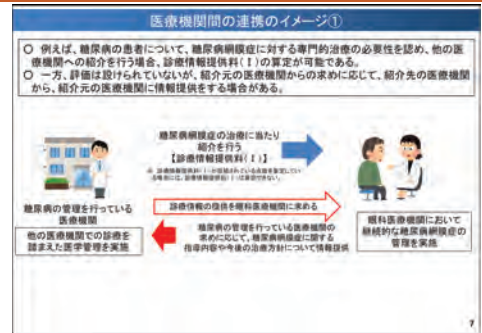 医療機関間の連携のイメージ①
○ 例えば、糖尿病の患者について、糖尿病網膜症に対する専門的治療の必要性を認め、他の医
療機関への紹介を行う場合、診療情報提供料(Ⅰ)の算定が可能である。
○ 一方、評価は設けられていないが、紹介元の医療機関からの求めに応じて、紹介先の医療機関
から、紹介元の医療機関に情報提供をする場合がある。
糖尿病網膜症の治療に当たり
紹介を行う
【診療情報提供料(Ⅰ)】
糖尿病の管理を行っている
医療機関
他の医療機関での診療を
踏まえた医学管理を実施
診療情報の提供を眼科医療機関に求める
糖尿病の管理を行っている医療機関の
求めに応じて、糖尿病網膜症に関する
指導内容や今後の治療方針について情報提供
眼科医療機関において
継続的な糖尿病網膜症の
管理を実施
7